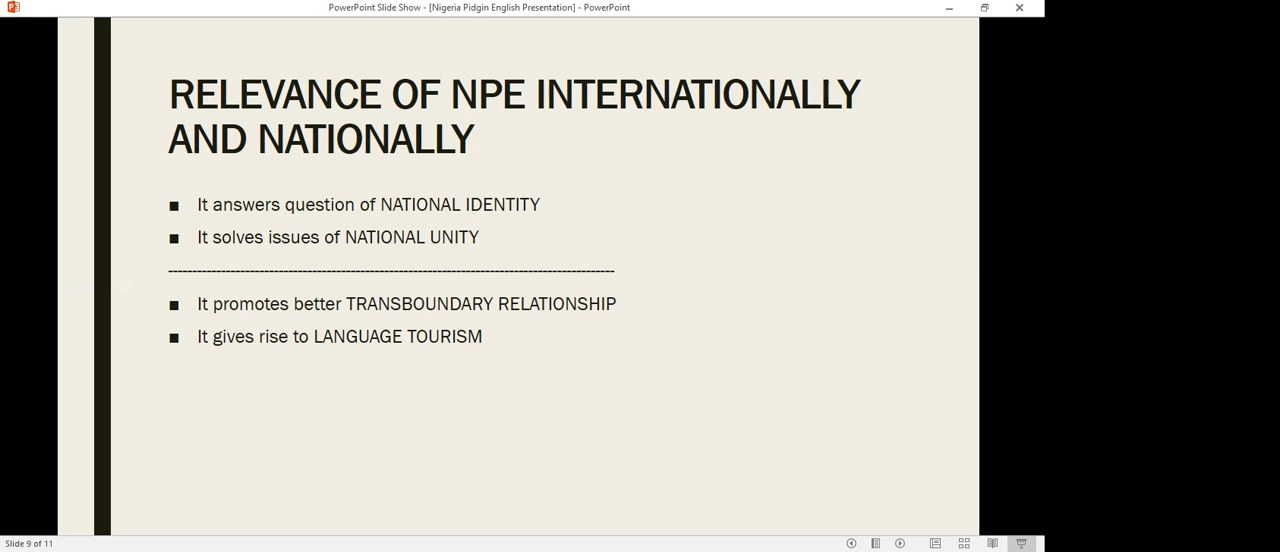 PowerPoint Slide Show - [Nigeria Pidgin English Presentation] - PowerPoint
RELEVANCE OF NPE INTERNATIONALLY
AND NATIONALLY
■ It answers question of NATIONAL IDENTITY
■ It solves issues of NATIONAL UNITY
---------------------------------------------------------------------------------------------
■ It promotes better TRANSBOUNDARY RELATIONSHIP
■ It gives rise to LANGUAGE TOURISM
Slide 9 of 11